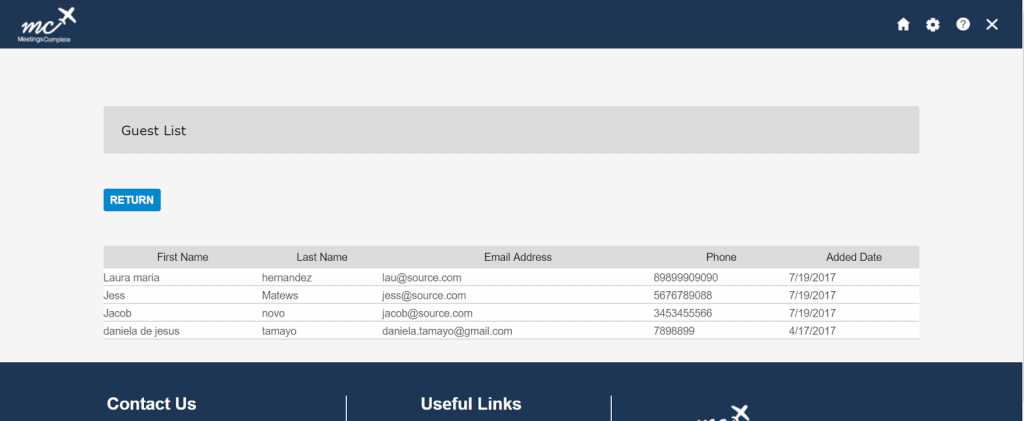 mc
MeetingsComplete
Guest List
RETURN
First Name Last Name Email Address Phone Added Date
Laura maria hernandez lau@source.com 89899909090 7/19/2017
Jess Matews jess@source.com 5676789088 7/19/2017
Jacob novo jacob@source.com 3453455566 7/19/2017
daniela de jesus tamayo daniela.tamayo@gmail.com 7898899 4/17/2017
Contact Us Useful Links
mc